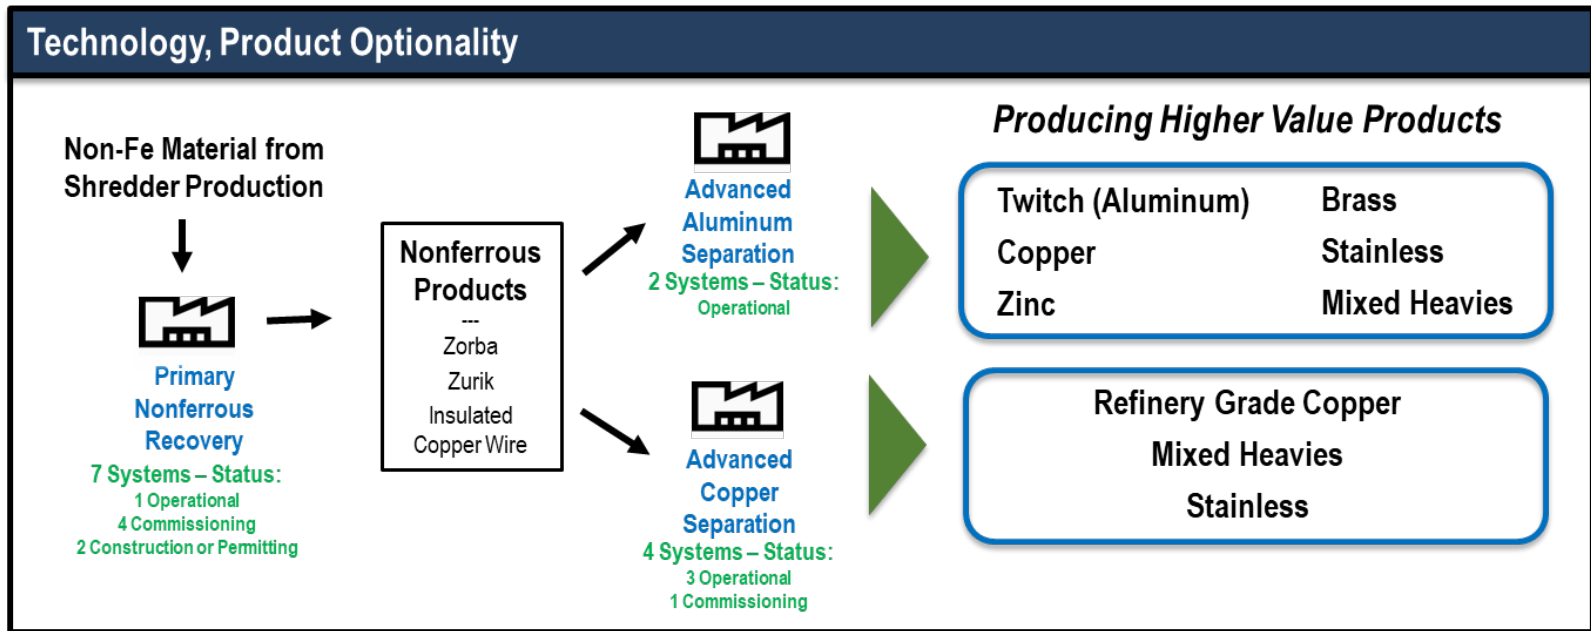 Technology, Product Optionality
Non-Fe Material from
Shredder Production
Primary
Nonferrous
Recovery
7 Systems – Status:
1 Operational
4 Commissioning
2 Construction or Permitting
Nonferrous
Products
---
Zorba
Zurik
Insulated
Copper Wire
Advanced
Aluminum
Separation
2 Systems – Status:
Operational
Advanced
Copper
Separation
4 Systems – Status:
3 Operational
1 Commissioning
Producing Higher Value Products
Twitch (Aluminum)
Copper
Zinc
Brass
Stainless
Mixed Heavies
Refinery Grade Copper
Mixed Heavies
Stainless